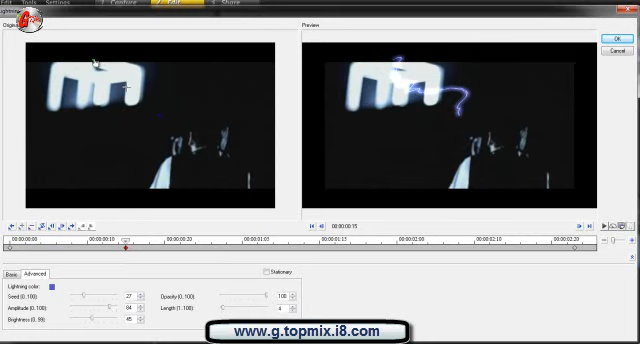 Edit Tools Settings 1 Capture 2 Edit 4 Share
Lightning
Original
Preview
OK
Cancel
00:00:00:15
00:00:00:00 00:00:00:10 00:00:00:20 00:00:01:05 00:00:01:15 00:00:02:00 00:00:02:10 00:00:02:20
Basic Advanced
Stationary
Lightning color:
Seed (0..100): 27
Opacity (0..100): 100
Amplitude (0..100): 84
Length (1..100): 4
Brightness (0..99): 45
www.g.topmix.i8.com